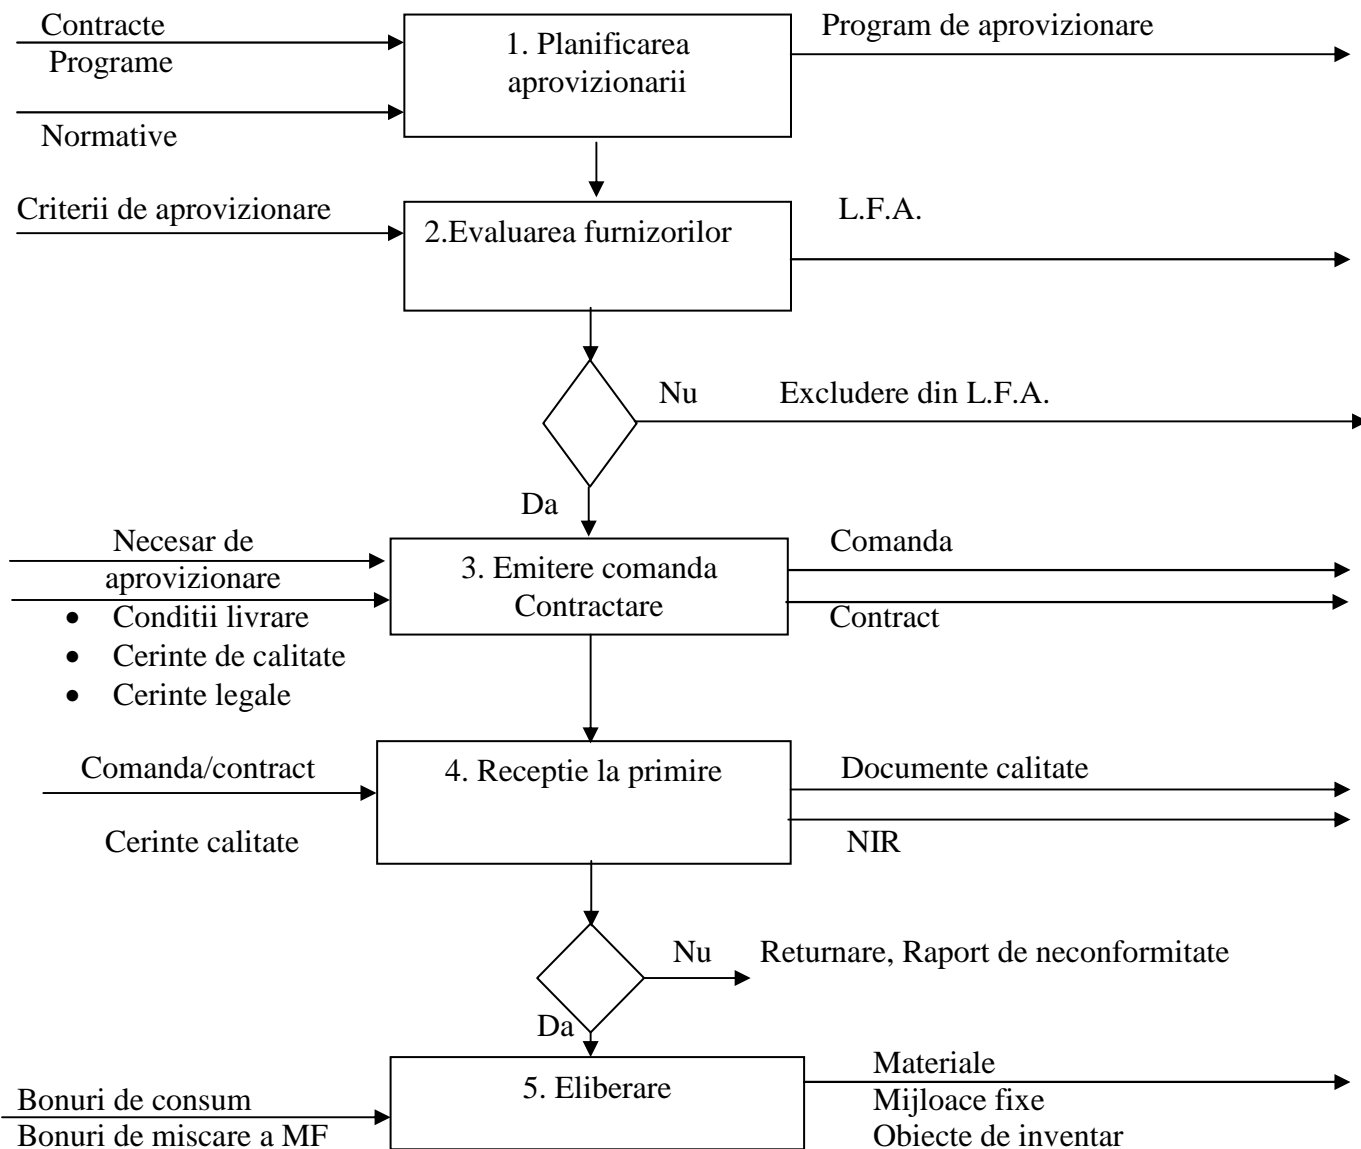 Contracte
Programe
Normative
1. Planificarea
aprovizionarii
Program de aprovizionare
Criterii de aprovizionare
2.Evaluarea furnizorilor
L.F.A.
Nu
Excludere din L.F.A.
Da
Necesar de
aprovizionare
• Conditii livrare
• Cerinte de calitate
• Cerinte legale
3. Emitere comanda
Contractare
Comanda
Contract
Comanda/contract
Cerinte calitate
4. Receptie la primire
Documente calitate
NIR
Nu
Returnare, Raport de neconformitate
Da
Bonuri de consum
Bonuri de miscare a MF
5. Eliberare
Materiale
Mijloace fixe
Obiecte de inventar